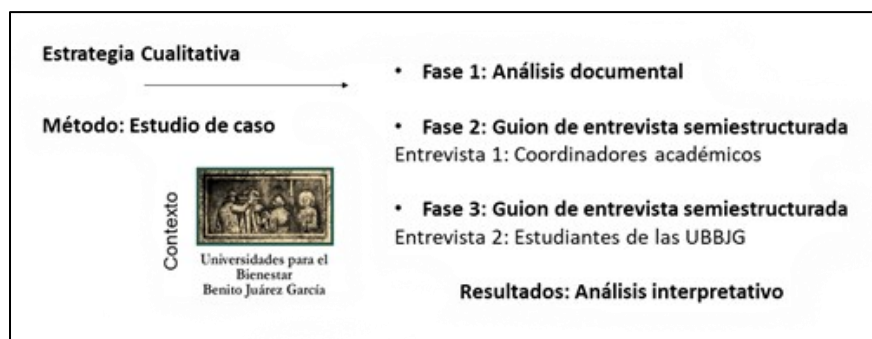 Estrategia Cualitativa
Método: Estudio de caso
Contexto
Universidades para el
Bienestar
Benito Juárez García
• Fase 1: Análisis documental
• Fase 2: Guion de entrevista semiestructurada
Entrevista 1: Coordinadores académicos
• Fase 3: Guion de entrevista semiestructurada
Entrevista 2: Estudiantes de las UBBJG
Resultados: Análisis interpretativo